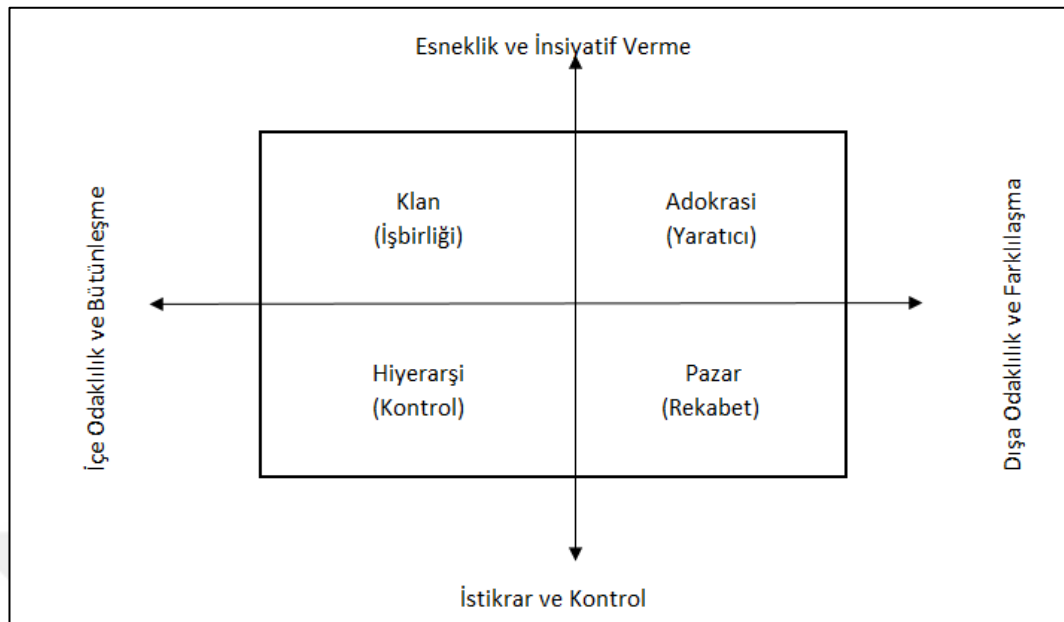 Esneklik ve İnsiyatif Verme
İçe Odaklılık ve Bütünleşme
Klan
(İşbirliği)
Adokrasi
(Yaratıcı)
Dışa Odaklılık ve Farklılaşma
Hiyerarşi
(Kontrol)
Pazar
(Rekabet)
İstikrar ve Kontrol